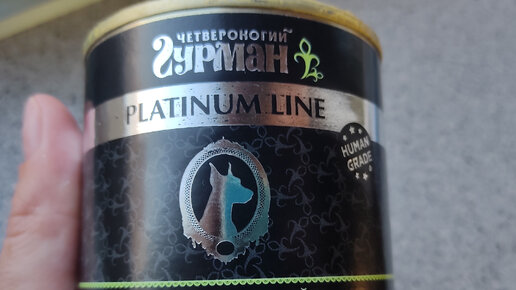 ЧЕТВЕРОНОГИЙ
ГУРМАН
PLATINUM LINE
HUMAN
GRADE